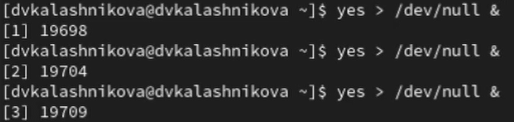 [dvkalashnikova@dvkalashnikova ~]$ yes > /dev/null &
[1] 19698
[dvkalashnikova@dvkalashnikova ~]$ yes > /dev/null &
[2] 19704
[dvkalashnikova@dvkalashnikova ~]$ yes > /dev/null &
[3] 19709